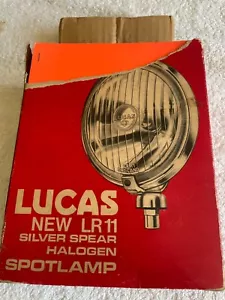 LUCAS
NEW LR11
SILVER SPEAR
HALOGEN
SPOTLAMP